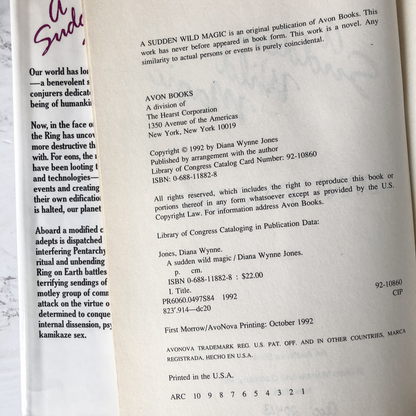 A
Sudde
Our world has lo
—a benevolent s
conjurers dedicat
being of humanki
Now, in the face o
the Ring has uncov
more destructive th
with. For eons, the
have been looting t
and technologies—
events and creating
their own edification
is halted, our planet
Aboard a modified c
adepts is dispatched
interfering Pentarchy
ritual and unbending
Ring on Earth battles
terrifying sendings of
motley group of comm
attack on the virtue o
determined to conque
internal dissension, psy
kamikaze sex.
A SUDDEN WILD MAGIC is an original publication of Avon Books. This
work has never before appeared in book form. This work is a novel. Any
similarity to actual persons or events is purely coincidental.
AVON BOOKS
A division of
The Hearst Corporation
1350 Avenue of the Americas
New York, New York 10019
Copyright © 1992 by Diana Wynne Jones
Published by arrangement with the author
Library of Congress Catalog Card Number: 92-10860
ISBN: 0-688-11882-8
All rights reserved, which includes the right to reproduce this book or
portions thereof in any form whatsoever except as provided by the U.S.
Copyright Law. For information address Avon Books.
Library of Congress Cataloging in Publication Data:
Jones, Diana Wynne.
A sudden wild magic / Diana Wynne Jones.
p. cm.
ISBN 0-688-11882-8 : $22.00
I. Title.
PR6060.O497S84 1992 92-10860
823'.914—dc20 CIP
First Morrow/AvoNova Printing: October 1992
AVONOVA TRADEMARK REG. U.S. PAT. OFF. AND IN OTHER COUNTRIES, MARCA
REGISTRADA, HECHO EN U.S.A.
Printed in the U.S.A.
ARC 10 9 8 7 6 5 4 3 2 1